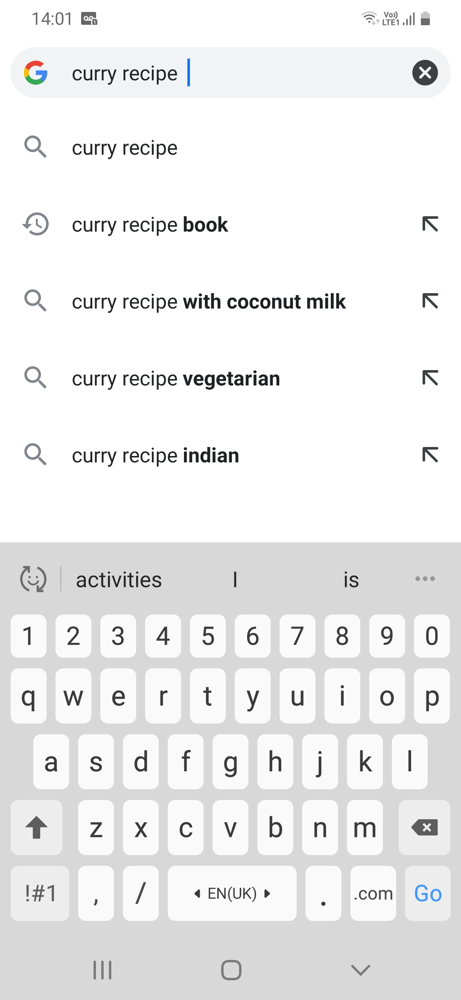 14:01
Vo)) LTE1
curry recipe
curry recipe
curry recipe book
curry recipe with coconut milk
curry recipe vegetarian
curry recipe indian
activities I is
1 2 3 4 5 6 7 8 9 0
q w e r t y u i o p
a s d f g h j k l
z x c v b n m
!#1 , / EN(UK) . .com Go